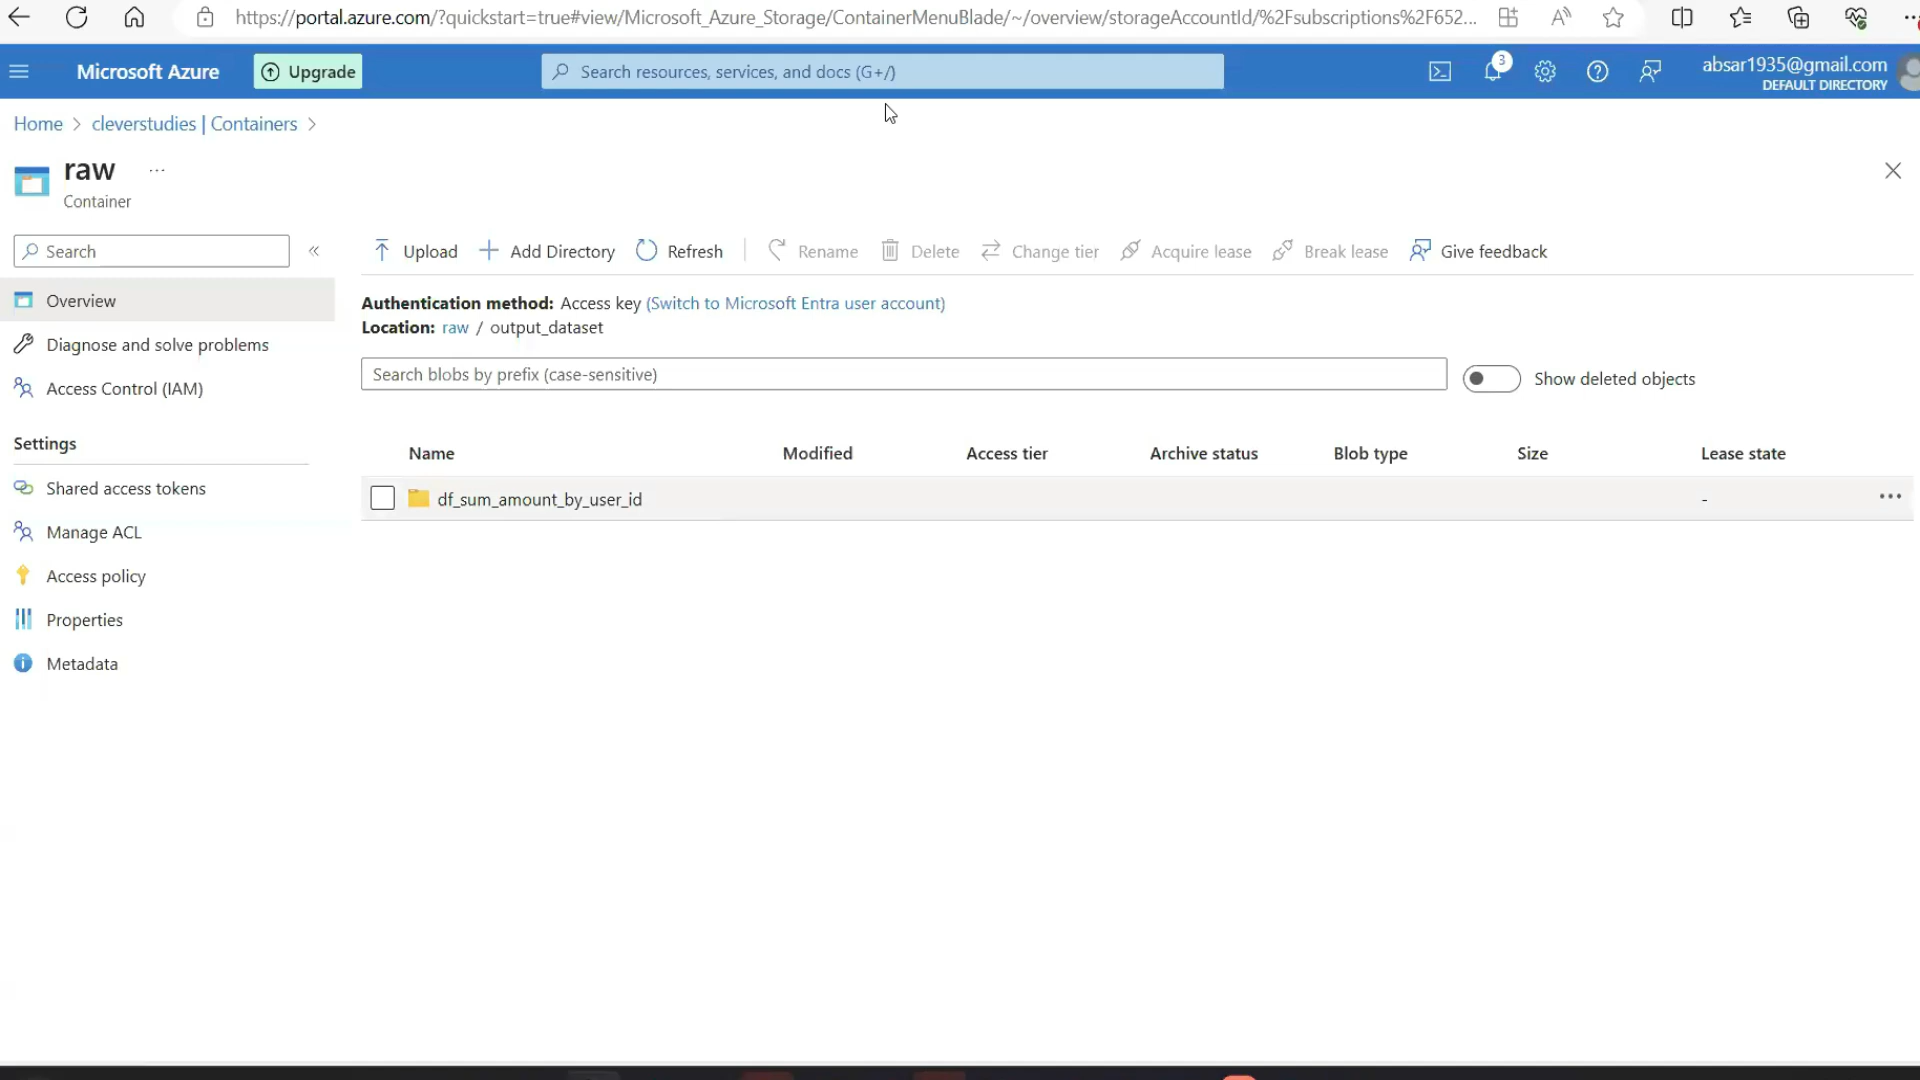 https://portal.azure.com/?quickstart=true#view/Microsoft_Azure_Storage/ContainerMenuBlade/~/overview/storageAccountId/%2Fsubscriptions%2F652...
Microsoft Azure
Upgrade
Search resources, services, and docs (G+/)
3
absar1935@gmail.com
DEFAULT DIRECTORY
Home > cleverstudies | Containers >
raw ...
Container
Search
«
Upload
Add Directory
Refresh
Rename
Delete
Change tier
Acquire lease
Break lease
Give feedback
Overview
Diagnose and solve problems
Access Control (IAM)
Settings
Shared access tokens
Manage ACL
Access policy
Properties
Metadata
Authentication method: Access key (Switch to Microsoft Entra user account)
Location: raw / output_dataset
Search blobs by prefix (case-sensitive)
Show deleted objects
Name Modified Access tier Archive status Blob type Size Lease state
df_sum_amount_by_user_id - ...